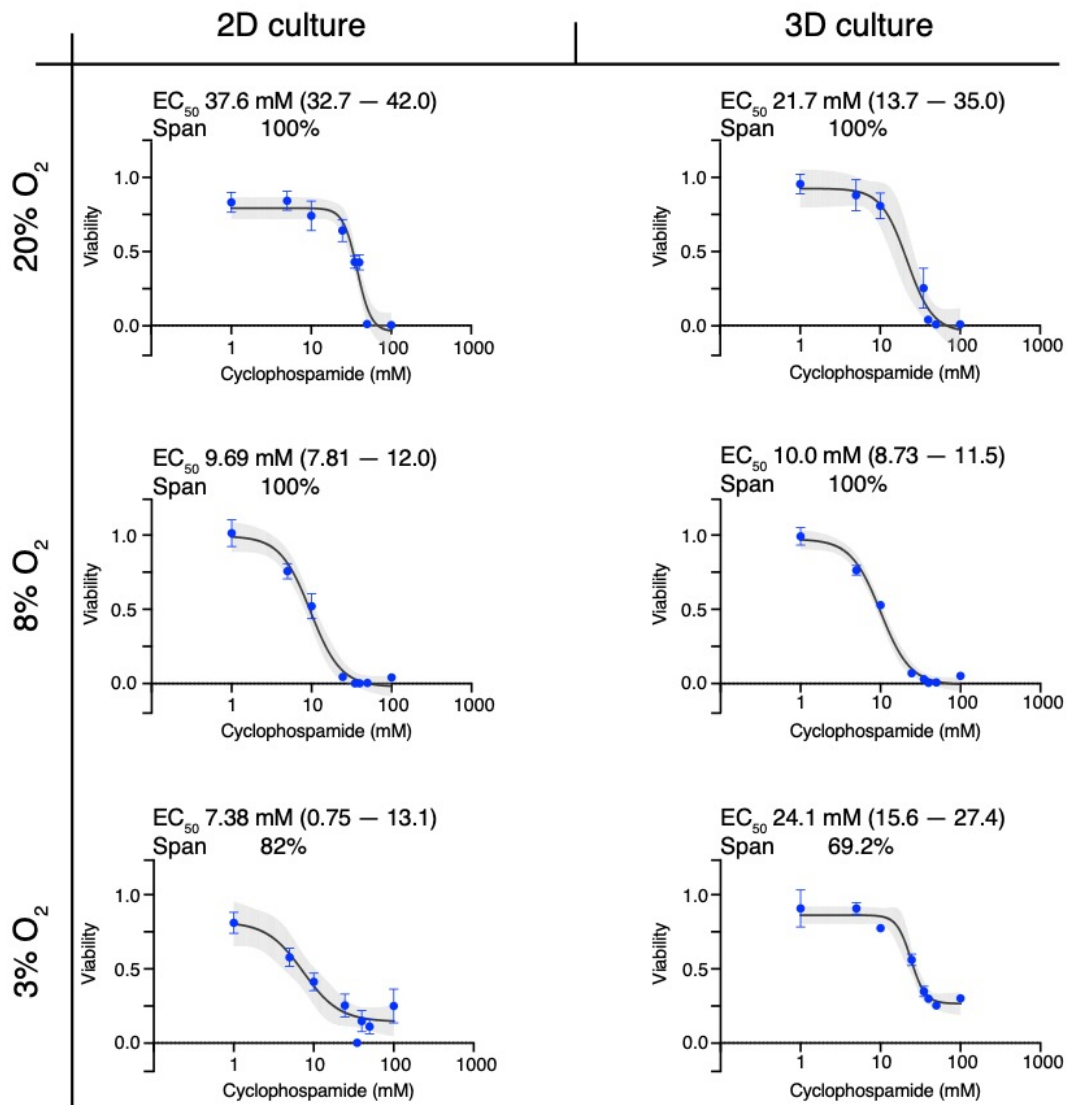 2D culture
3D culture
20% O₂
EC₅₀ 37.6 mM (32.7 — 42.0)
Span 100%
1.0
0.5
0.0
Viability
1 10 100 1000
Cyclophospamide (mM)
EC₅₀ 21.7 mM (13.7 — 35.0)
Span 100%
1.0
0.5
0.0
Viability
1 10 100 1000
Cyclophospamide (mM)
8% O₂
EC₅₀ 9.69 mM (7.81 — 12.0)
Span 100%
1.0
0.5
0.0
Viability
1 10 100 1000
Cyclophospamide (mM)
EC₅₀ 10.0 mM (8.73 — 11.5)
Span 100%
1.0
0.5
0.0
Viability
1 10 100 1000
Cyclophospamide (mM)
3% O₂
EC₅₀ 7.38 mM (0.75 — 13.1)
Span 82%
1.0
0.5
0.0
Viability
1 10 100 1000
Cyclophospamide (mM)
EC₅₀ 24.1 mM (15.6 — 27.4)
Span 69.2%
1.0
0.5
0.0
Viability
1 10 100 1000
Cyclophospamide (mM)